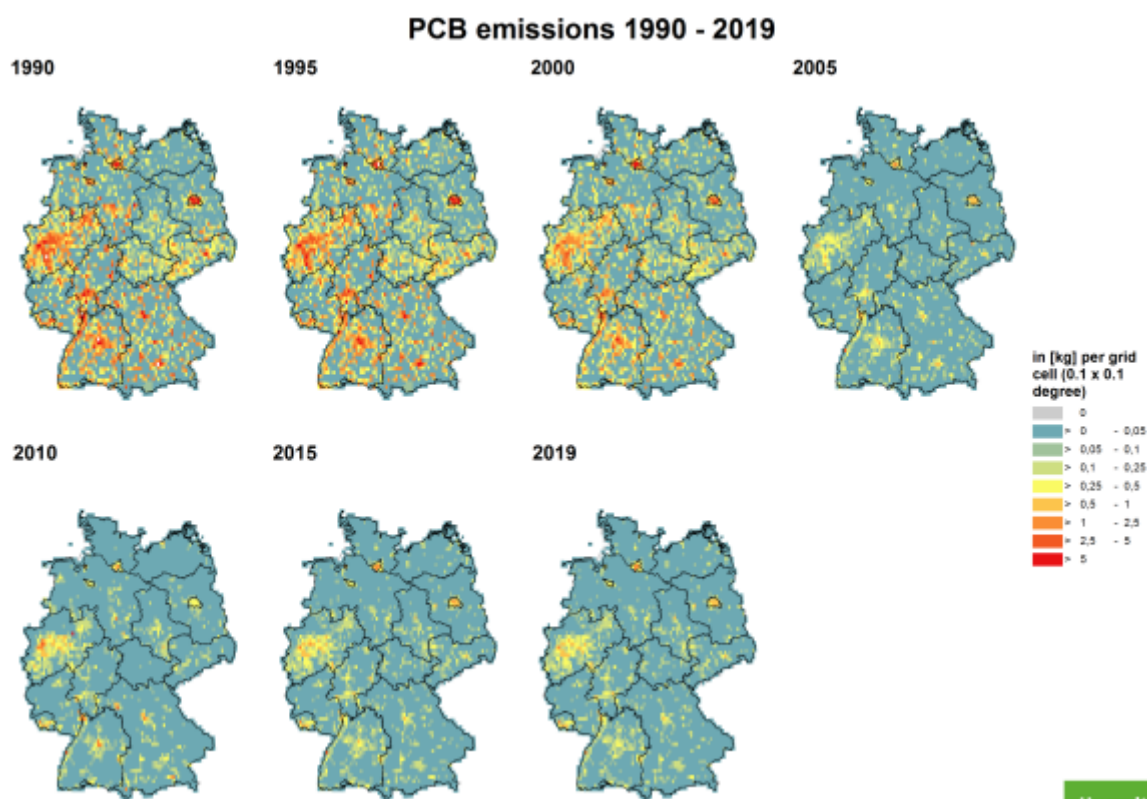 PCB emissions 1990 - 2019
1990
1995
2000
2005
in [kg] per grid
cell (0.1 x 0.1
degree)
0
> 0 - 0,05
> 0,05 - 0,1
> 0,1 - 0,25
> 0,25 - 0,5
> 0,5 - 1
> 1 - 2,5
> 2,5 - 5
> 5
2010
2015
2019